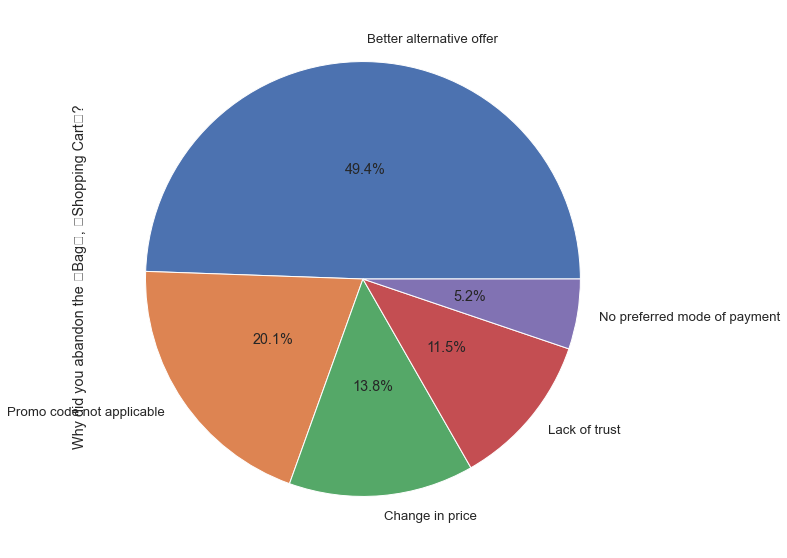 Better alternative offer
49.4%
Why did you abandon the □Bag□, □Shopping Cart□?
5.2%
No preferred mode of payment
20.1%
11.5%
13.8%
Promo code not applicable
Lack of trust
Change in price